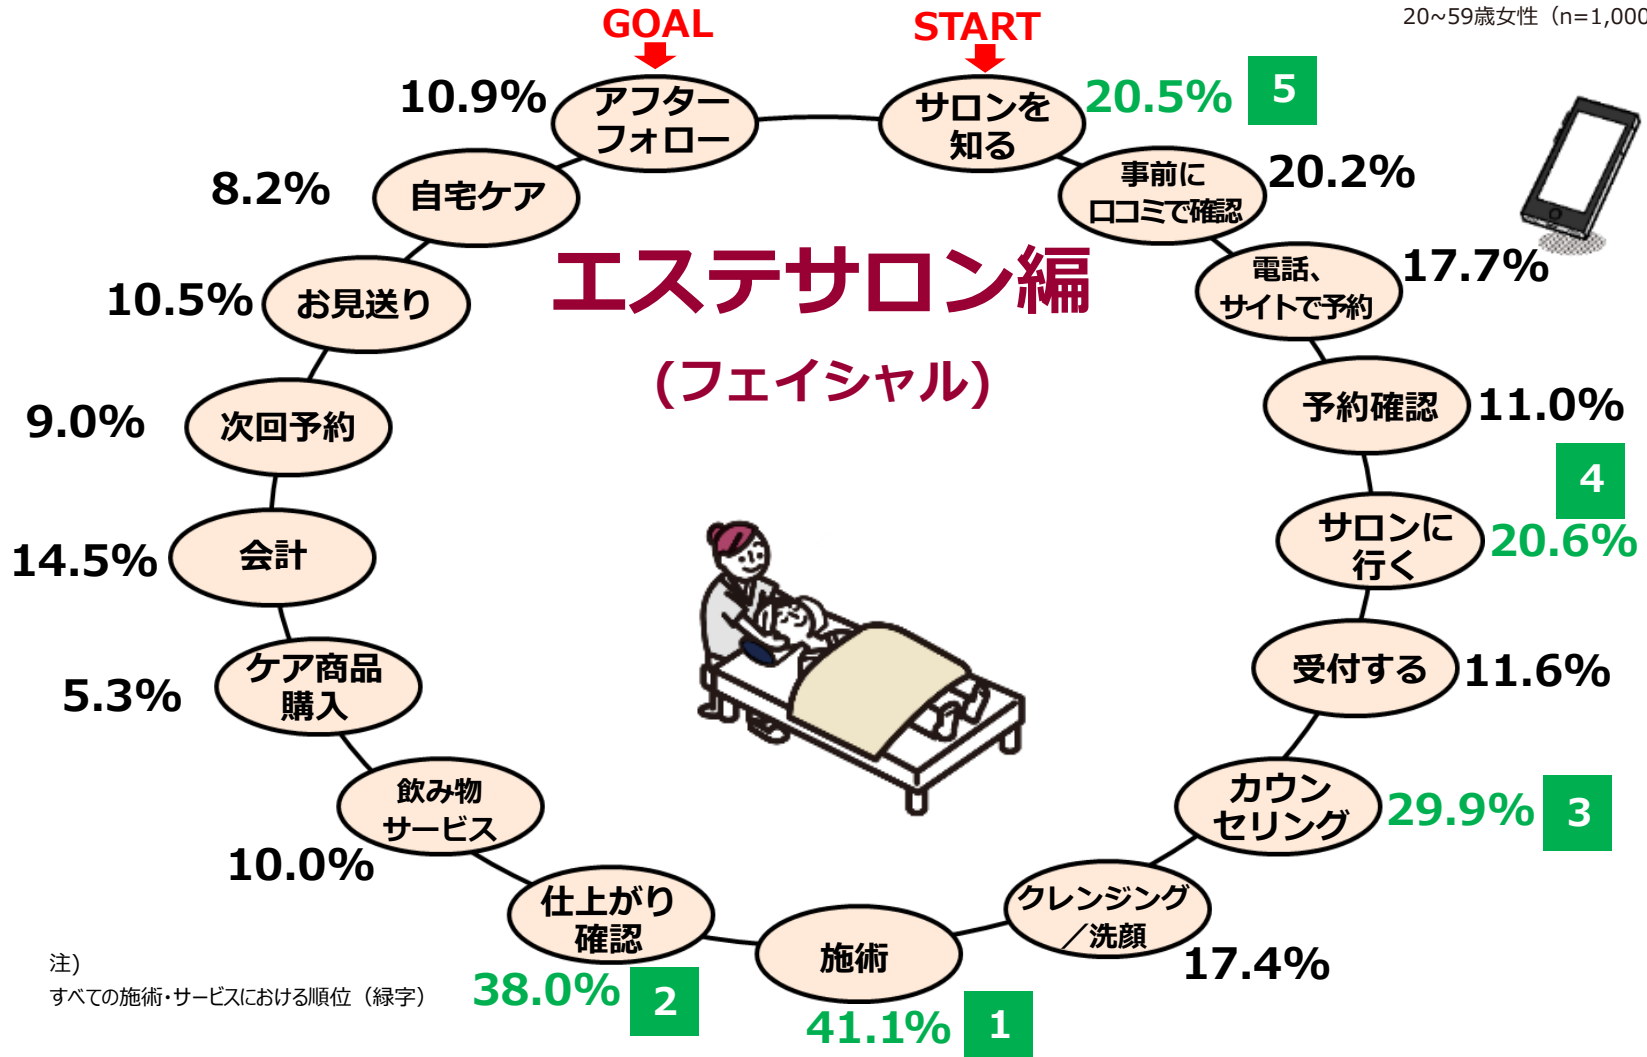 20~59歳女性（n=1,000
GOAL
START
サロンを
知る
20.5%
5
事前に
口コミで確認
20.2%
電話、
サイトで予約
17.7%
予約確認
11.0%
4
サロンに
行く
20.6%
受付する
11.6%
カウン
セリング
29.9%
3
クレンジング
／洗顔
17.4%
施術
41.1%
1
仕上がり
確認
38.0%
2
飲み物
サービス
10.0%
ケア商品
購入
5.3%
会計
14.5%
次回予約
9.0%
お見送り
10.5%
自宅ケア
8.2%
アフター
フォロー
10.9%
エステサロン編
(フェイシャル)
注)
すべての施術・サービスにおける順位（緑字）